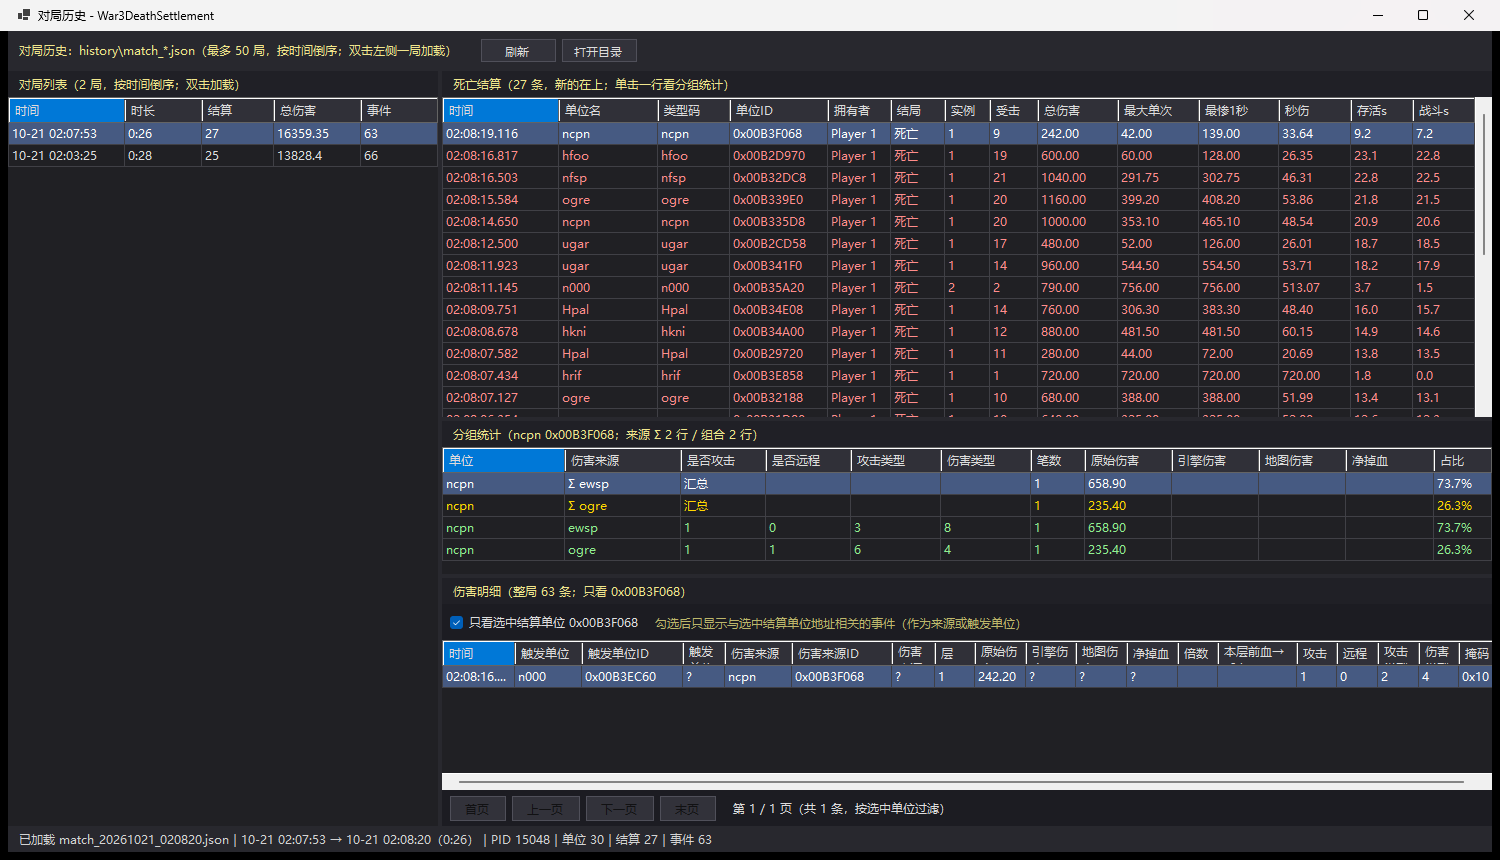 对局历史 - War3DeathSettlement
对局历史：history\match_*.json（最多 50 局，按时间倒序；双击左侧一局加载） 刷新 打开目录
对局列表（2 局，按时间倒序；双击加载）
时间 时长 结算 总伤害 事件
10-21 02:07:53 0:26 27 16359.35 63
10-21 02:03:25 0:28 25 13828.4 66
死亡结算（27 条，新的在上；单击一行看分组统计）
时间 单位名 类型码 单位ID 拥有者 结局 实例 受击 总伤害 最大单次 最惨1秒 秒伤 存活s 战斗s
02:08:19.116 ncpn ncpn 0x00B3F068 Player 1 死亡 1 9 242.00 42.00 139.00 33.64 9.2 7.2
02:08:16.817 hfoo hfoo 0x00B2D970 Player 1 死亡 1 19 600.00 60.00 128.00 26.35 23.1 22.8
02:08:16.503 nfsp nfsp 0x00B32DC8 Player 1 死亡 1 21 1040.00 291.75 302.75 46.31 22.8 22.5
02:08:15.584 ogre ogre 0x00B339E0 Player 1 死亡 1 20 1160.00 399.20 408.20 53.86 21.8 21.5
02:08:14.650 ncpn ncpn 0x00B335D8 Player 1 死亡 1 20 1000.00 353.10 465.10 48.54 20.9 20.6
02:08:12.500 ugar ugar 0x00B2CD58 Player 1 死亡 1 17 480.00 52.00 126.00 26.01 18.7 18.5
02:08:11.923 ugar ugar 0x00B341F0 Player 1 死亡 1 14 960.00 544.50 554.50 53.71 18.2 17.9
02:08:11.145 n000 n000 0x00B35A20 Player 1 死亡 2 2 790.00 756.00 756.00 513.07 3.7 1.5
02:08:09.751 Hpal Hpal 0x00B34E08 Player 1 死亡 1 14 760.00 306.30 383.30 48.40 16.0 15.7
02:08:08.678 hkni hkni 0x00B34A00 Player 1 死亡 1 12 880.00 481.50 481.50 60.15 14.9 14.6
02:08:07.582 Hpal Hpal 0x00B29720 Player 1 死亡 1 11 280.00 44.00 72.00 20.69 13.8 13.5
02:08:07.434 hrif hrif 0x00B3E858 Player 1 死亡 1 1 720.00 720.00 720.00 720.00 1.8 0.0
02:08:07.127 ogre ogre 0x00B32188 Player 1 死亡 1 10 680.00 388.00 388.00 51.99 13.4 13.1
分组统计（ncpn 0x00B3F068；来源 Σ 2 行 / 组合 2 行）
单位 伤害来源 是否攻击 是否远程 攻击类型 伤害类型 笔数 原始伤害 引擎伤害 地图伤害 净掉血 占比
ncpn Σ ewsp 汇总 1 658.90 73.7%
ncpn Σ ogre 汇总 1 235.40 26.3%
ncpn ewsp 1 0 3 8 1 658.90 73.7%
ncpn ogre 1 1 6 4 1 235.40 26.3%
伤害明细（整局 63 条；只看 0x00B3F068）
只看选中结算单位 0x00B3F068 勾选后只显示与选中结算单位地址相关的事件（作为来源或触发单位）
时间 触发单位 触发单位ID 触发 伤害来源 伤害来源ID 伤害 层 原始伤 引擎伤 地图伤 净掉血 倍数 本层前血→ 攻击 远程 攻击 伤害 掩码
02:08:16.... n000 0x00B3EC60 ? ncpn 0x00B3F068 ? 1 242.20 ? ? ? 1 0 2 4 0x10
首页 上一页 下一页 末页 第 1 / 1 页（共 1 条，按选中单位过滤）
已加载 match_20261021_020820.json | 10-21 02:07:53 → 10-21 02:08:20（0:26） | PID 15048 | 单位 30 | 结算 27 | 事件 63